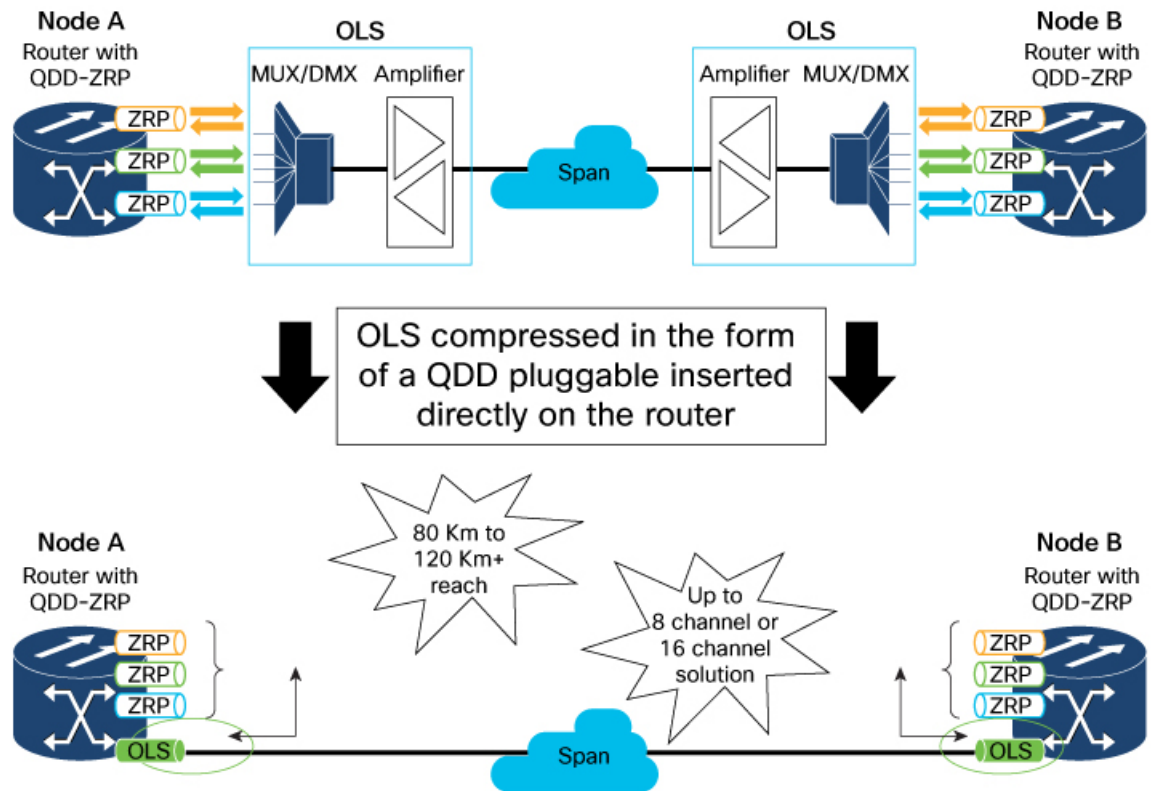 Node A
Router with
QDD-ZRP
OLS
OLS
Node B
Router with
QDD-ZRP
MUX/DMX
Amplifier
Amplifier
MUX/DMX
ZRP
ZRP
ZRP
Span
ZRP
ZRP
ZRP
OLS compressed in the form
of a QDD pluggable inserted
directly on the router
80 Km to
120 Km+
reach
Up to
8 channel or
16 channel
solution
Node A
Router with
QDD-ZRP
ZRP
ZRP
ZRP
OLS
Span
Node B
Router with
QDD-ZRP
ZRP
ZRP
ZRP
OLS